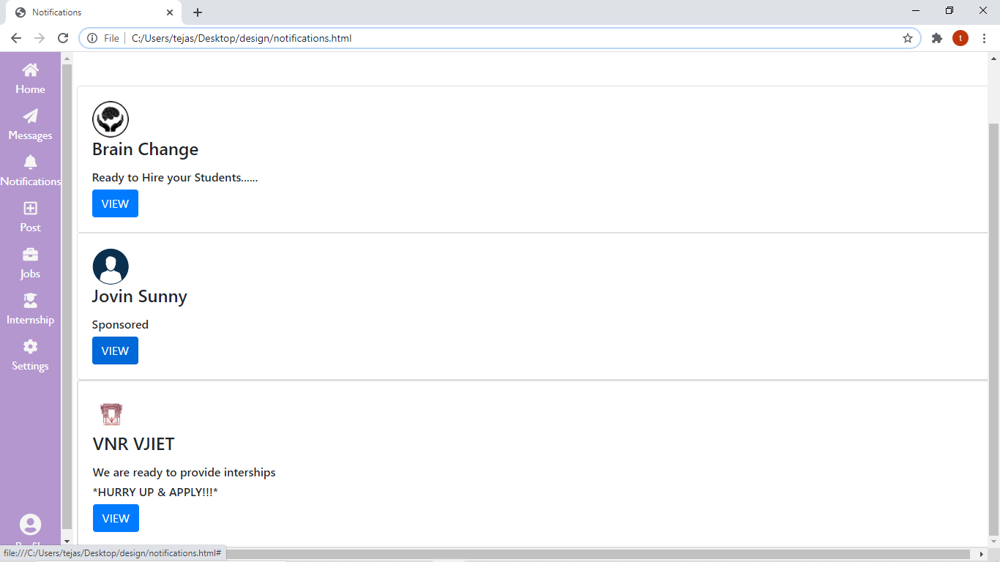 Notifications
File
C:/Users/tejas/Desktop/design/notifications.html
t
Home
Messages
Notifications
Post
Jobs
Internship
Settings
Brain Change
Ready to Hire your Students......
VIEW
Jovin Sunny
Sponsored
VIEW
VNR VJIET
We are ready to provide interships
*HURRY UP & APPLY!!!*
VIEW
file:///C:/Users/tejas/Desktop/design/notifications.html#